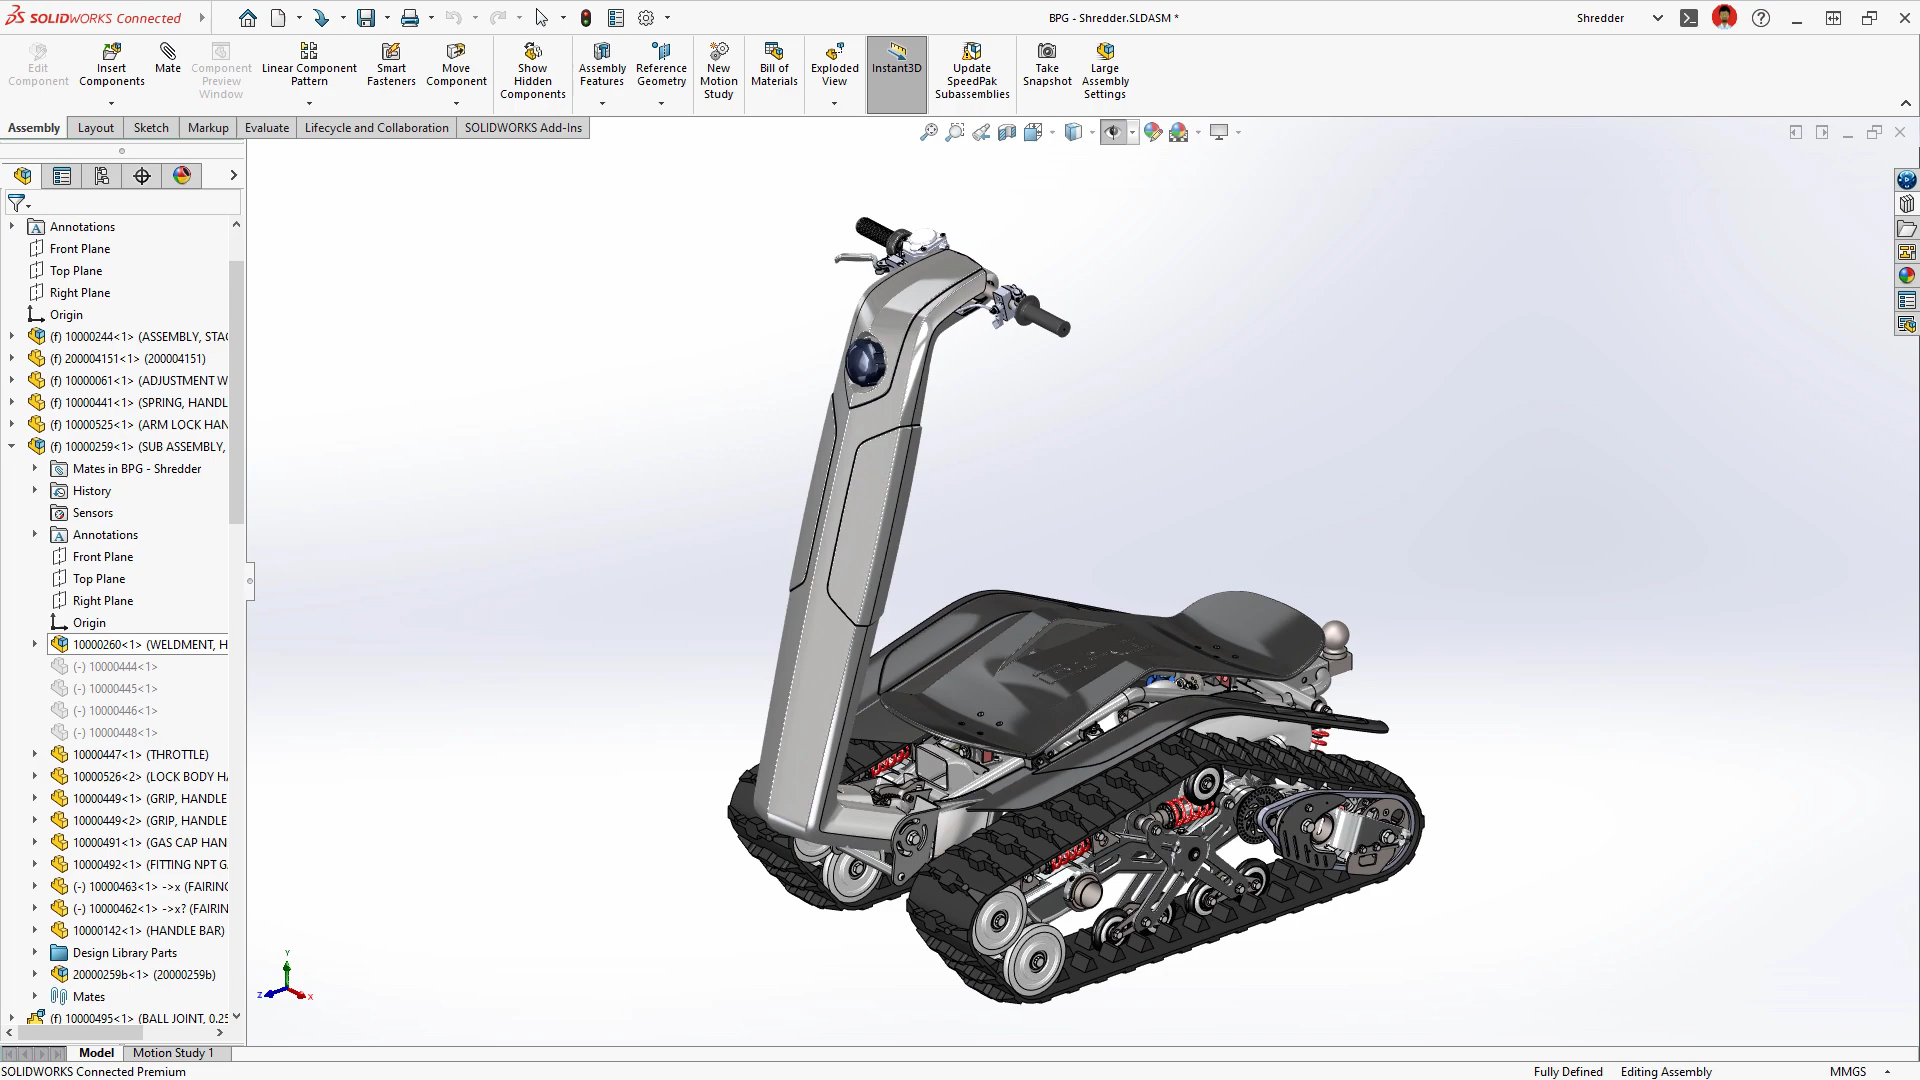 SOLIDWORKS Connected
BPG - Shredder.SLDASM *
Shredder
Edit Component
Insert Components
Mate
Component Preview Window
Linear Component Pattern
Smart Fasteners
Move Component
Show Hidden Components
Assembly Features
Reference Geometry
New Motion Study
Bill of Materials
Exploded View
Instant3D
Update SpeedPak Subassemblies
Take Snapshot
Large Assembly Settings
Assembly
Layout
Sketch
Markup
Evaluate
Lifecycle and Collaboration
SOLIDWORKS Add-Ins
Annotations
Front Plane
Top Plane
Right Plane
Origin
(f) 10000244<1> (ASSEMBLY, STAC
(f) 200004151<1> (200004151)
(f) 10000061<1> (ADJUSTMENT W
(f) 10000441<1> (SPRING, HANDL
(f) 10000525<1> (ARM LOCK HAN
(f) 10000259<1> (SUB ASSEMBLY,
Mates in BPG - Shredder
History
Sensors
Annotations
Front Plane
Top Plane
Right Plane
Origin
10000260<1> (WELDMENT, H
(-) 10000444<1>
(-) 10000445<1>
(-) 10000446<1>
(-) 10000448<1>
10000447<1> (THROTTLE)
10000526<2> (LOCK BODY HA
10000449<1> (GRIP, HANDLE
10000449<2> (GRIP, HANDLE
10000491<1> (GAS CAP HAN
10000492<1> (FITTING NPT G
(-) 10000463<1> ->x (FAIRING
(-) 10000462<1> ->x? (FAIRIN
10000142<1> (HANDLE BAR)
Design Library Parts
20000259b<1> (20000259b)
Mates
(f) 10000495<1> (BALL JOINT, 0.25
Y
Z
X
Model
Motion Study 1
SOLIDWORKS Connected Premium
Fully Defined
Editing Assembly
MMGS